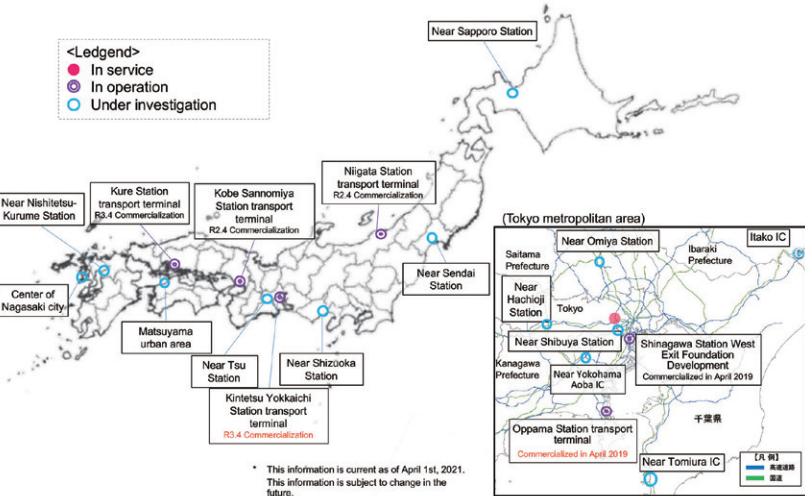 <Ledgend>
In service
In operation
Under investigation
Near Sapporo Station
Niigata Station
transport terminal
R2.4 Commercialization
Kobe Sannomiya
Station transport
terminal
R2.4 Commercialization
Kure Station
transport terminal
R3.4 Commercialization
Near Nishitetsu-
Kurume Station
Center of
Nagasaki city
Matsuyama
urban area
Near Tsu
Station
Kintetsu Yokkaichi
Station transport
terminal
R3.4 Commercialization
Near Shizuoka
Station
Near Sendai
Station
* This information is current as of April 1st, 2021.
This information is subject to change in the
future.
(Tokyo metropolitan area)
Near Omiya Station
Itako IC
Saitama
Prefecture
Ibaraki
Prefecture
Near
Hachioji
Station
Tokyo
Near Shibuya Station
Shinagawa Station West
Exit Foundation
Development
Commercialized in April 2019
Kanagawa
Prefecture
Near Yokohama
Aoba IC
Oppama Station transport
terminal
Commercialized in April 2019
千葉県
Near Tomiura IC
【凡 例】
高速道路
国道